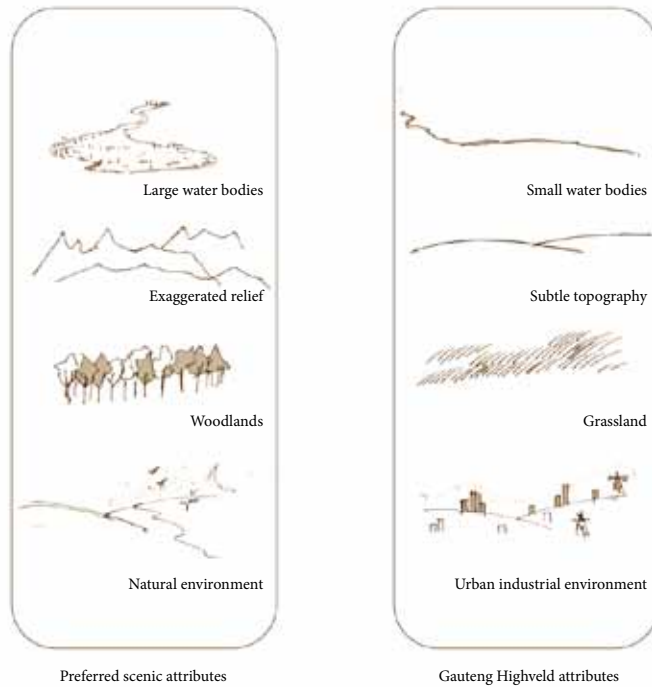 Large water bodies
Exaggerated relief
Woodlands
Natural environment
Preferred scenic attributes
Small water bodies
Subtle topography
Grassland
Urban industrial environment
Gauteng Highveld attributes